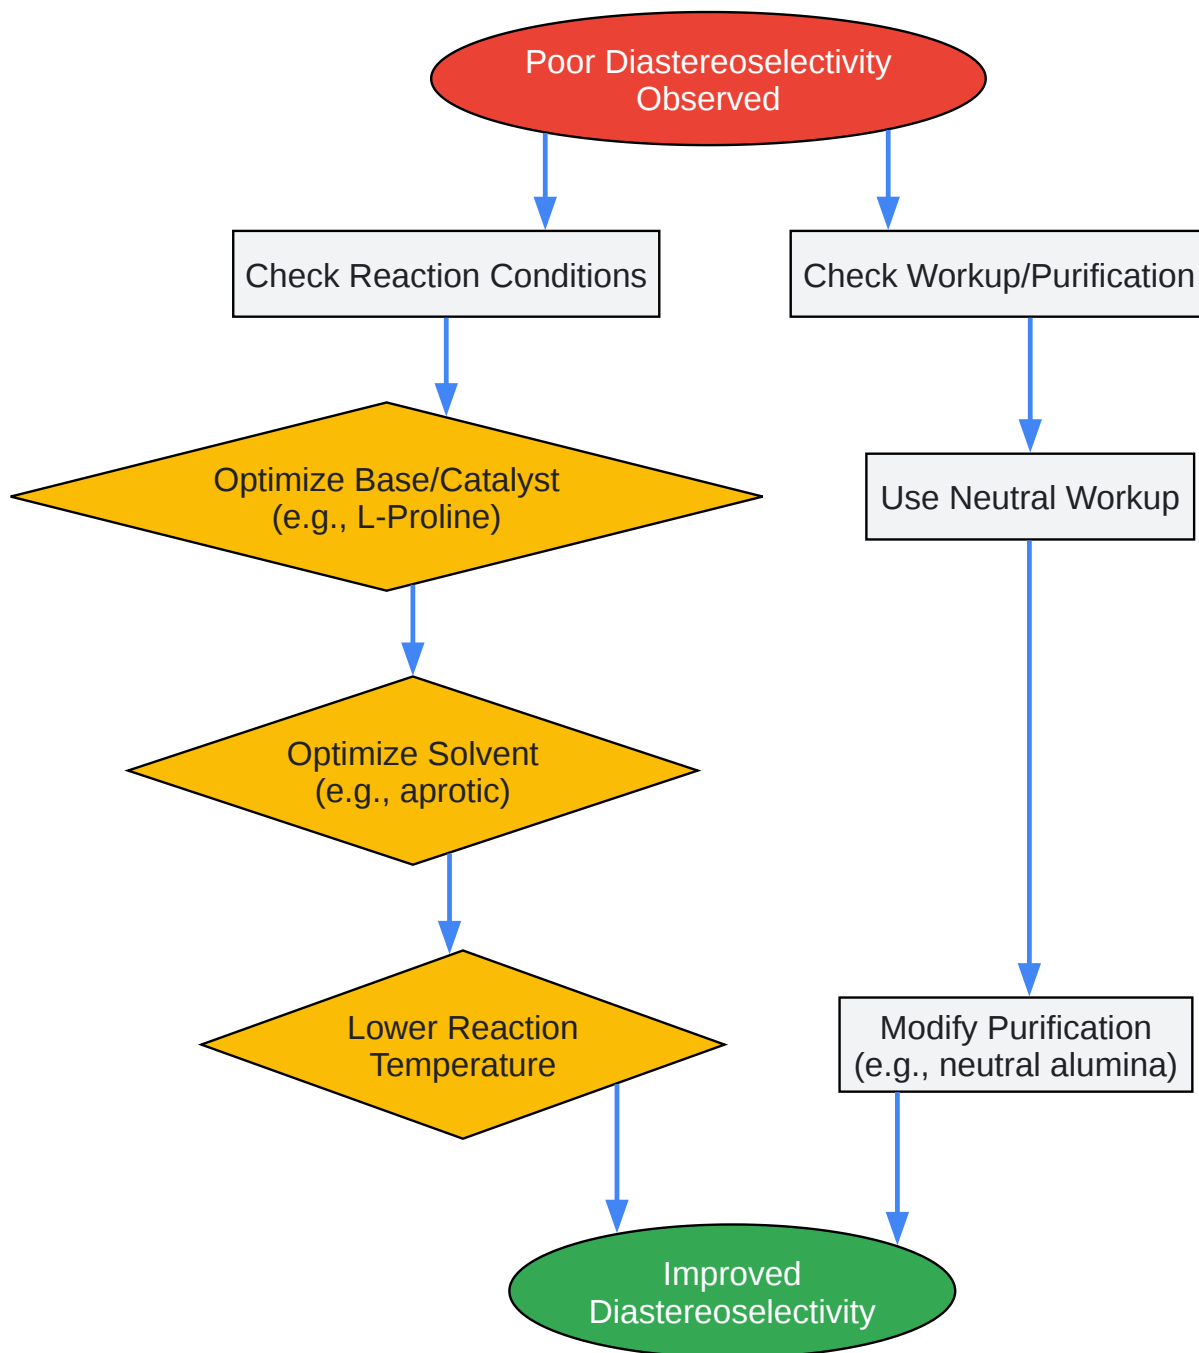 Poor Diastereoselectivity
Observed
Check Reaction Conditions
Check Workup/Purification
Optimize Base/Catalyst
(e.g., L-Proline)
Use Neutral Workup
Optimize Solvent
(e.g., aprotic)
Lower Reaction
Temperature
Modify Purification
(e.g., neutral alumina)
Improved
Diastereoselectivity